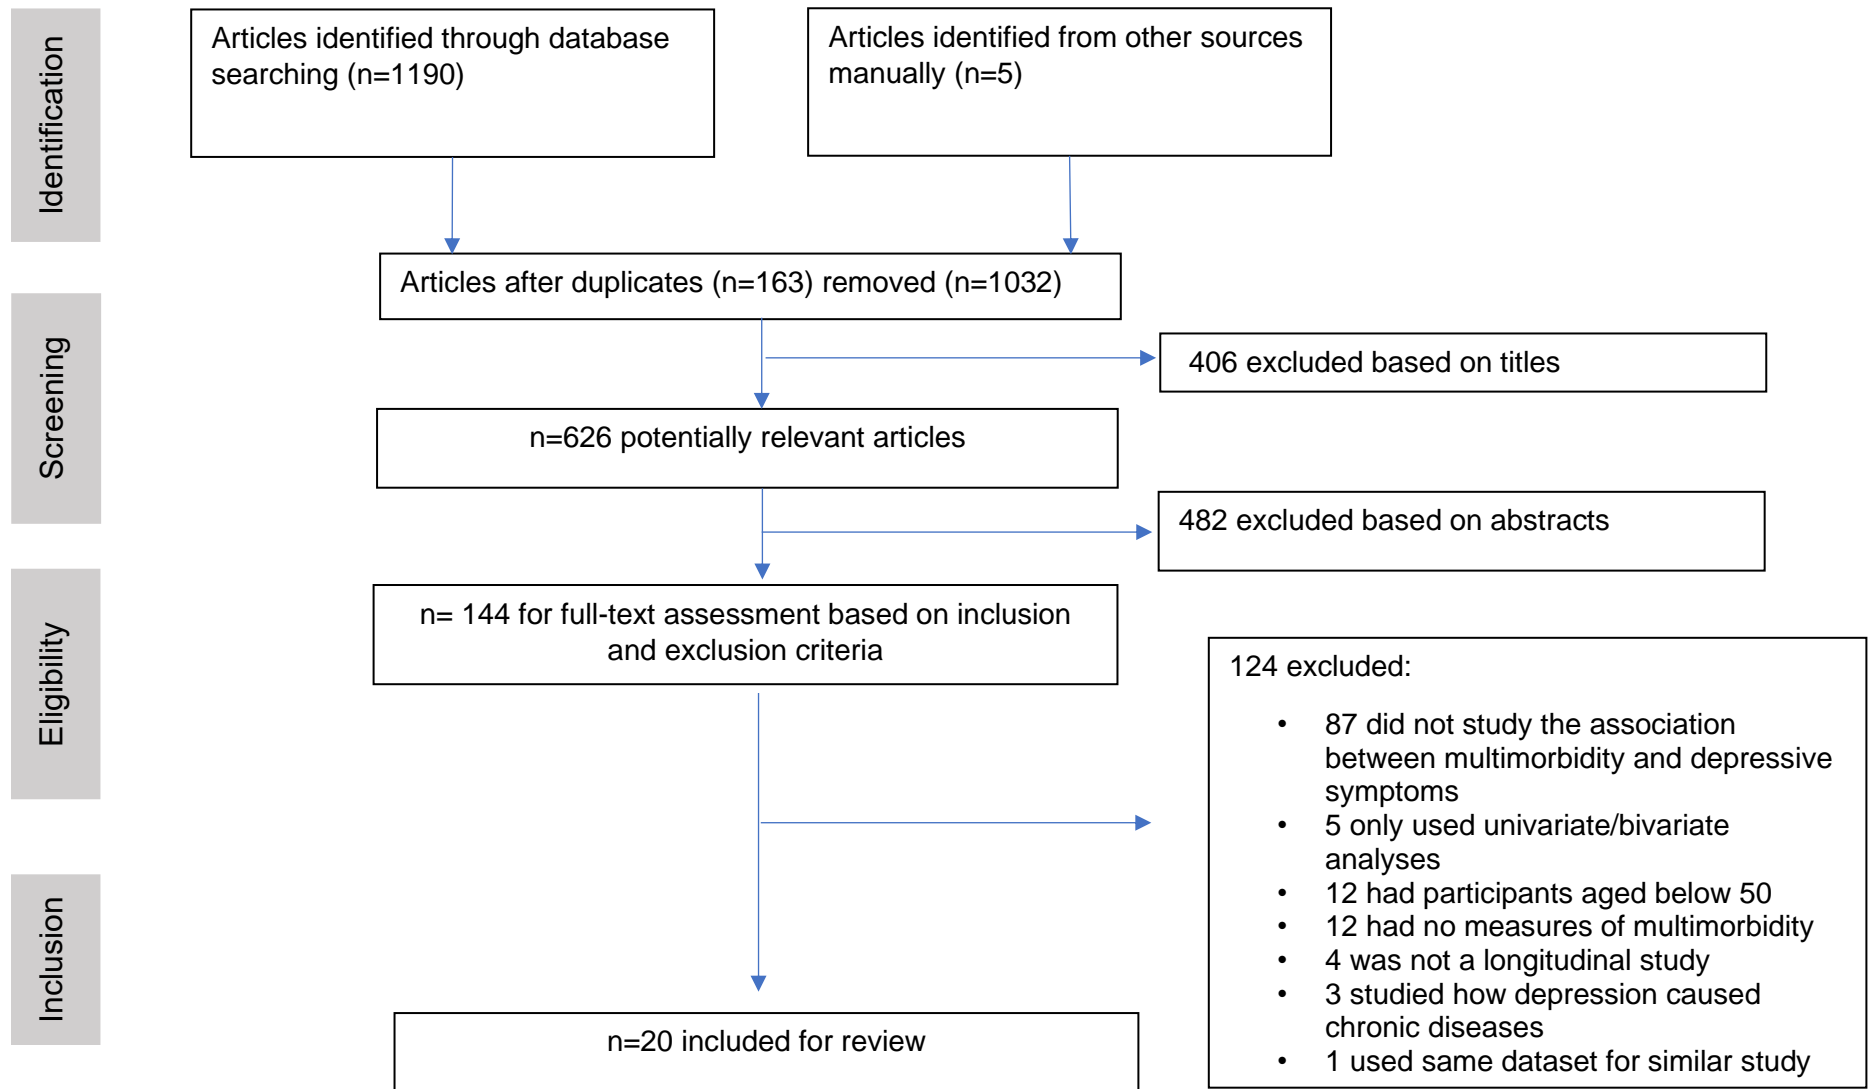 Identification
Articles identified through database
searching (n=1190)
Articles identified from other sources
manually (n=5)
Articles after duplicates (n=163) removed (n=1032)
Screening
406 excluded based on titles
n=626 potentially relevant articles
482 excluded based on abstracts
Eligibility
n= 144 for full-text assessment based on inclusion
and exclusion criteria
124 excluded:
• 87 did not study the association
between multimorbidity and depressive
symptoms
• 5 only used univariate/bivariate
analyses
• 12 had participants aged below 50
• 12 had no measures of multimorbidity
• 4 was not a longitudinal study
• 3 studied how depression caused
chronic diseases
• 1 used same dataset for similar study
Inclusion
n=20 included for review